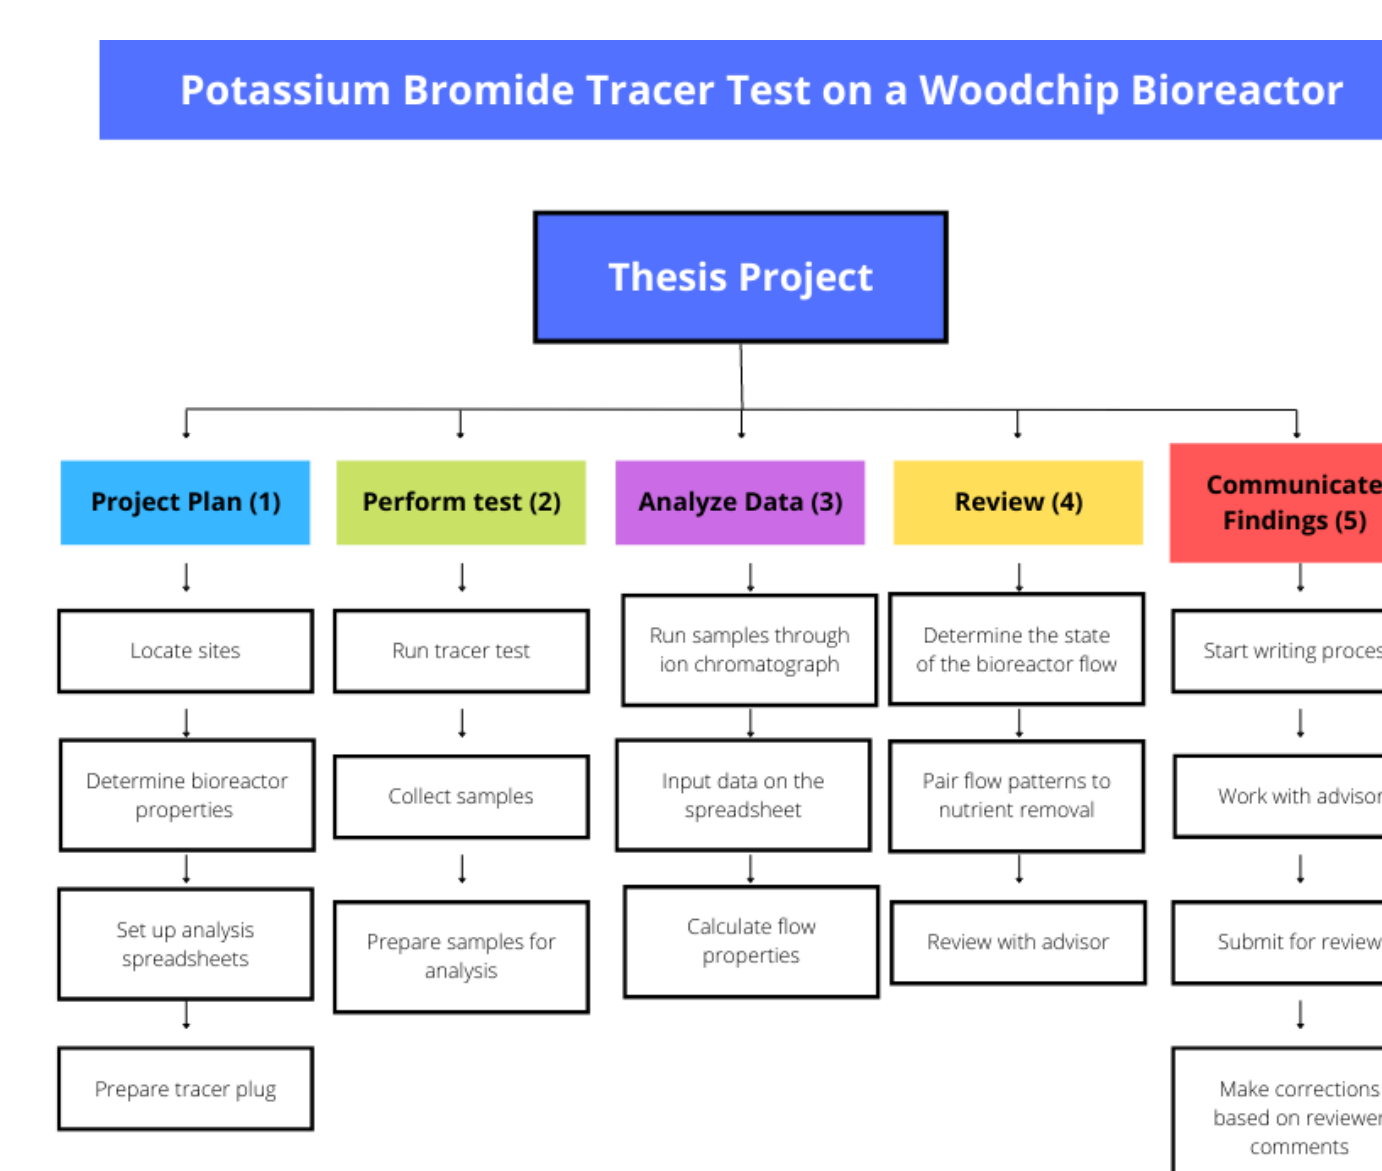 Potassium Bromide Tracer Test on a Woodchip Bioreactor
Thesis Project
Project Plan (1)
Locate sites
Determine bioreactor
properties
Set up analysis
spreadsheets
Prepare tracer plug
Perform test (2)
Run tracer test
Collect samples
Prepare samples for
analysis
Analyze Data (3)
Run samples through
ion chromatograph
Input data on the
spreadsheet
Calculate flow
properties
Review (4)
Determine the state
of the bioreactor flow
Pair flow patterns to
nutrient removal
Review with advisor
Communicate
Findings (5)
Start writing process
Work with advisor
Submit for review
Make corrections
based on reviewer
comments